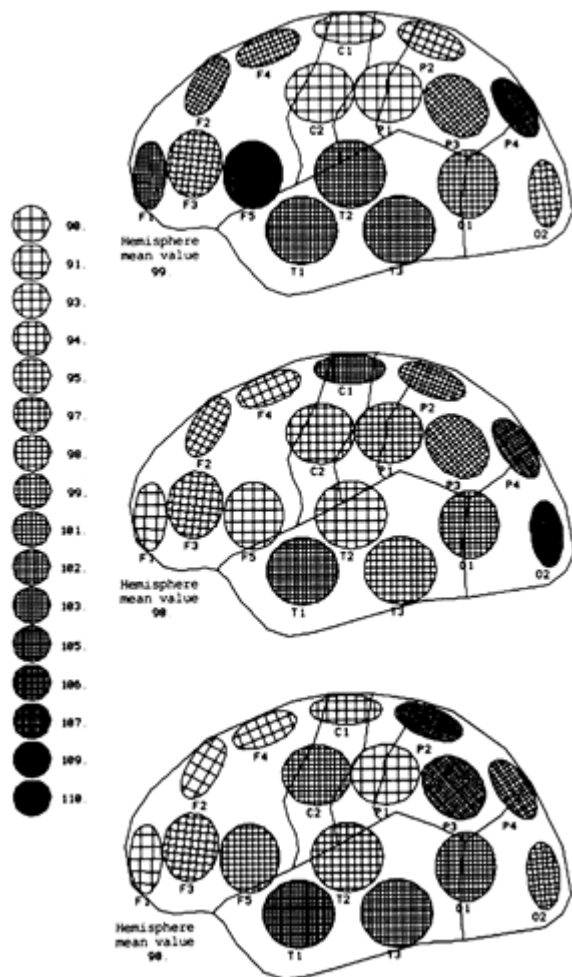 C1
F4
P2
F2
C2
P1
P3
P4
F1
F3
F5
T2
O1
O2
T1
T3
Hemisphere
mean value
99.
90.
91.
93.
94.
95.
97.
98.
99.
101.
102.
103.
105.
106.
107.
109.
110.
C1
F4
P2
F2
C2
P1
P3
P4
F1
F3
F5
T2
O1
O2
T1
T3
Hemisphere
mean value
C1
F4
P2
F2
C2
P1
P3
P4
F1
F3
F5
T2
O1
O2
T1
T3
Hemisphere
mean value